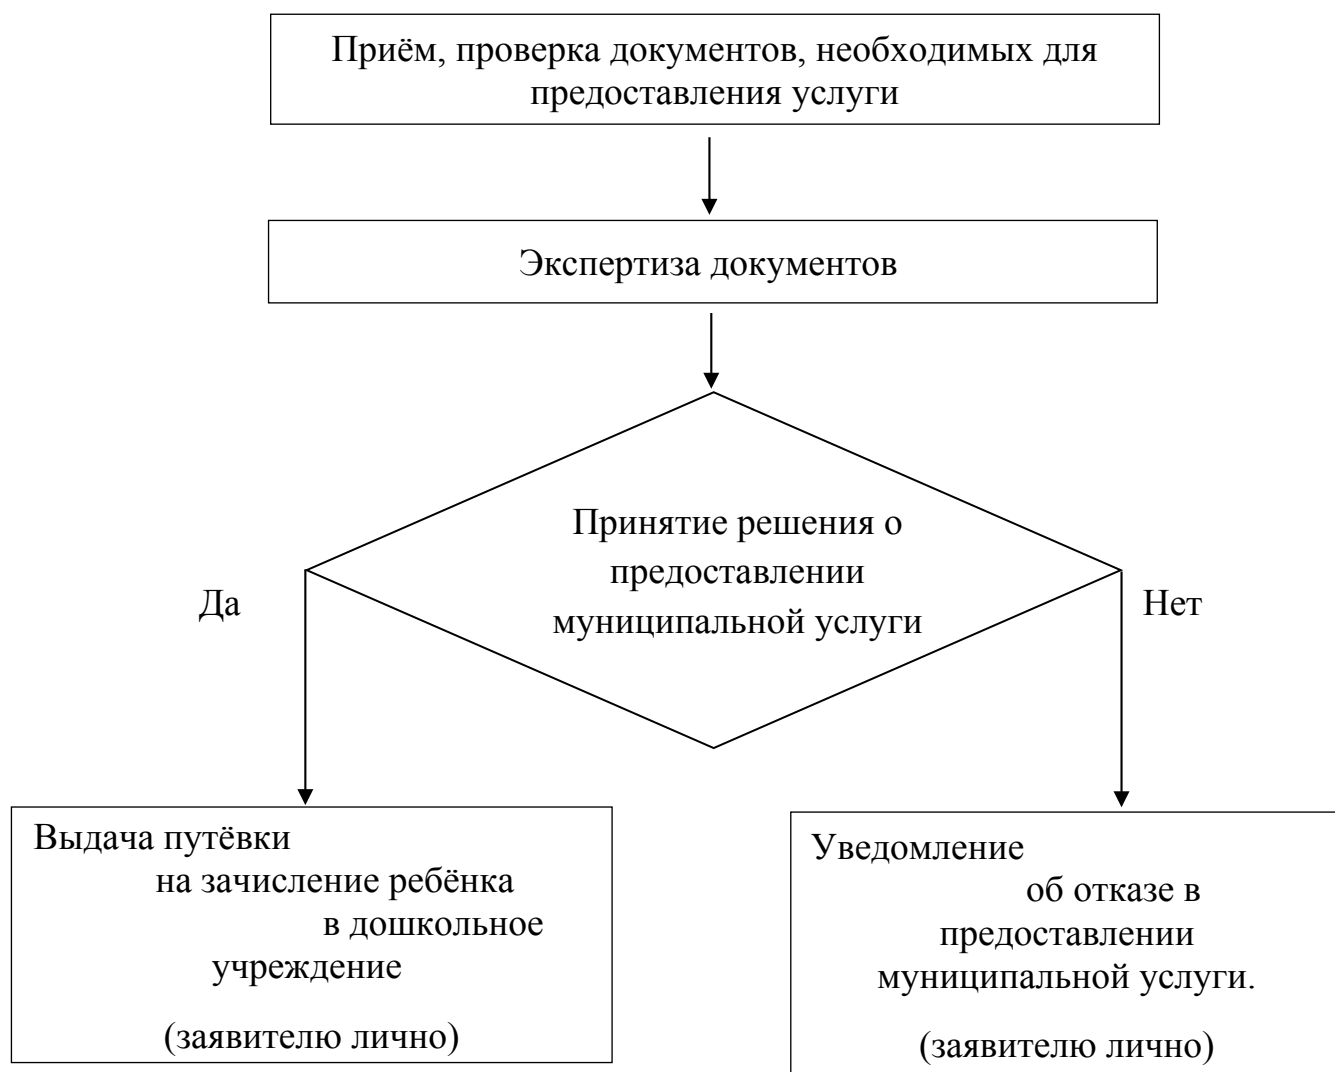 Приём, проверка документов, необходимых для
предоставления услуги
Экспертиза документов
Принятие решения о
предоставлении
муниципальной услуги
Да
Нет
Выдача путёвки
на зачисление ребёнка
в дошкольное
учреждение
(заявителю лично)
Уведомление
об отказе в
предоставлении
муниципальной услуги.
(заявителю лично)